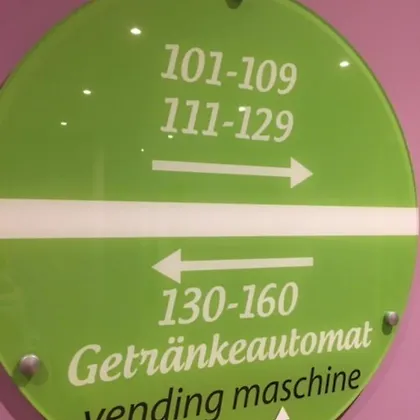 101-109
111-129
130-160
Getränkeautomat
vending maschine